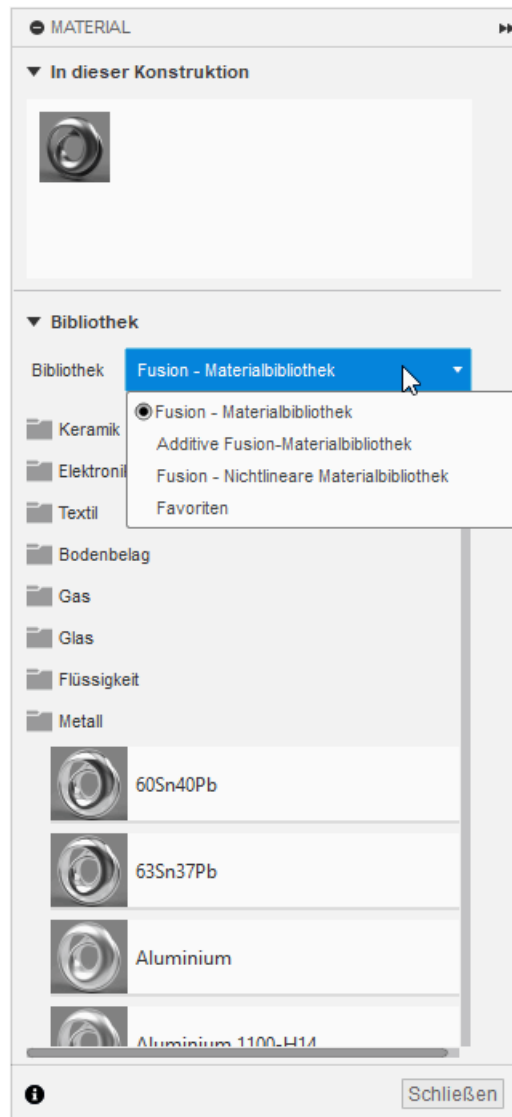 MATERIAL
In dieser Konstruktion
Bibliothek
Bibliothek Fusion - Materialbibliothek
Fusion - Materialbibliothek
Additive Fusion-Materialbibliothek
Fusion - Nichtlineare Materialbibliothek
Favoriten
Keramik
Textil
Bodenbelag
Gas
Glas
Flüssigkeit
Metall
60Sn40Pb
63Sn37Pb
Aluminium
Aluminium 1100-H14
Schließen